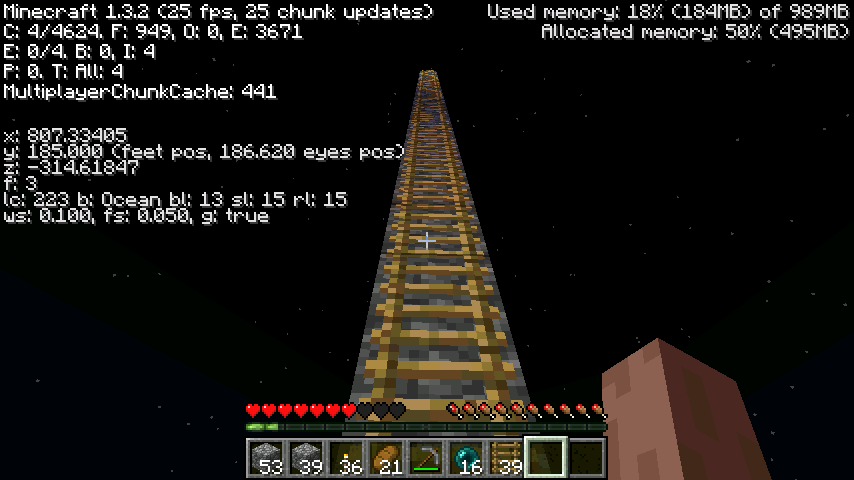 Minecraft 1.3.2 (25 fps, 25 chunk updates)
C: 4/4624. F: 949, O: 0, E: 3671
E: 0/4. B: 0, I: 4
P: 0. T: All: 4
MultiplayerChunkCache: 441
Used memory: 18% (184MB) of 989MB
Allocated memory: 50% (495MB)
x: 807.33405
y: 185.000 (feet pos, 186.620 eyes pos)
z: -314.61847
f: 3
lc: 223 b: Ocean bl: 13 sl: 15 rl: 15
ws: 0.100, fs: 0.050, g: true
53 39 36 21 16 39